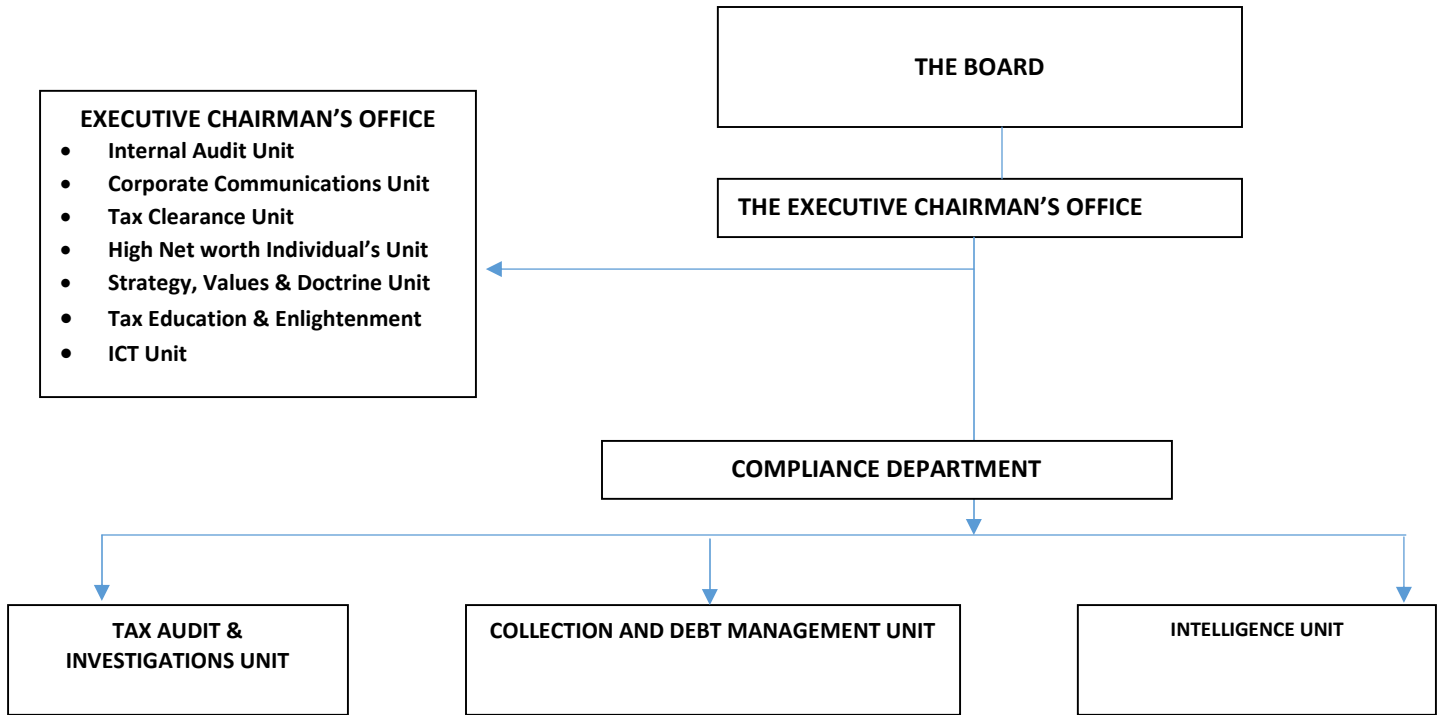 THE BOARD
EXECUTIVE CHAIRMAN’S OFFICE
• Internal Audit Unit
• Corporate Communications Unit
• Tax Clearance Unit
• High Net worth Individual’s Unit
• Strategy, Values & Doctrine Unit
• Tax Education & Enlightenment
• ICT Unit
THE EXECUTIVE CHAIRMAN’S OFFICE
COMPLIANCE DEPARTMENT
TAX AUDIT &
INVESTIGATIONS UNIT
COLLECTION AND DEBT MANAGEMENT UNIT
INTELLIGENCE UNIT